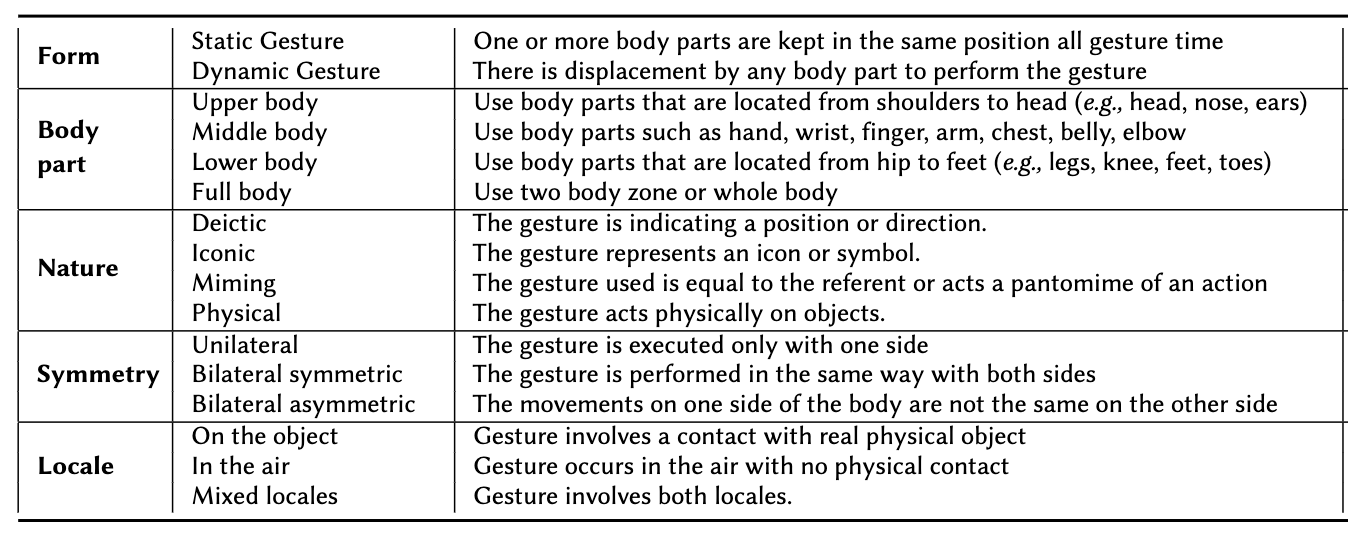 Form
Static Gesture One or more body parts are kept in the same position all gesture time
Dynamic Gesture There is displacement by any body part to perform the gesture
Body part
Upper body Use body parts that are located from shoulders to head (e.g., head, nose, ears)
Middle body Use body parts such as hand, wrist, finger, arm, chest, belly, elbow
Lower body Use body parts that are located from hip to feet (e.g., legs, knee, feet, toes)
Full body Use two body zone or whole body
Nature
Deictic The gesture is indicating a position or direction.
Iconic The gesture represents an icon or symbol.
Miming The gesture used is equal to the referent or acts a pantomime of an action
Physical The gesture acts physically on objects.
Symmetry
Unilateral The gesture is executed only with one side
Bilateral symmetric The gesture is performed in the same way with both sides
Bilateral asymmetric The movements on one side of the body are not the same on the other side
Locale
On the object Gesture involves a contact with real physical object
In the air Gesture occurs in the air with no physical contact
Mixed locales Gesture involves both locales.